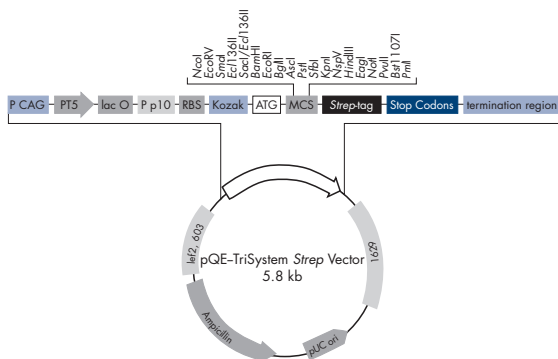 NcoI
EcoRV
SmaI
Ecl136II
SacI/Ecl136II
BamHI
EcoRI
BglII
AscI
PstI
SfbI
KpnI
NspV
HindIII
EagI
NotI
PvuII
Bst1107I
PmlI
P CAG PT5 lac O P p10 RBS Kozak ATG MCS Strep-tag Stop Codons termination region
lef2, 603
1629
pQE–TriSystem Strep Vector
5.8 kb
Ampicillin
pUC ori